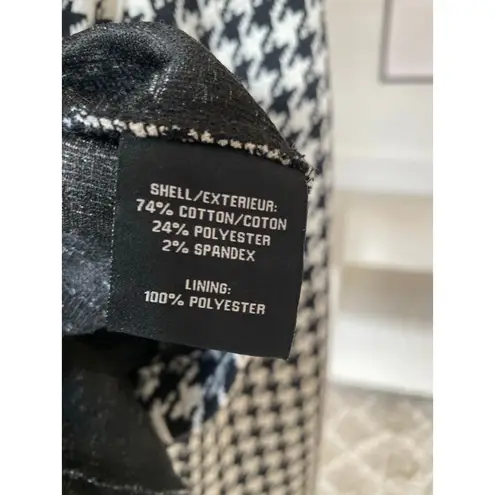 SHELL/EXTERIEUR:
74% COTTON/COTON
24% POLYESTER
2% SPANDEX
LINING:
100% POLYESTER